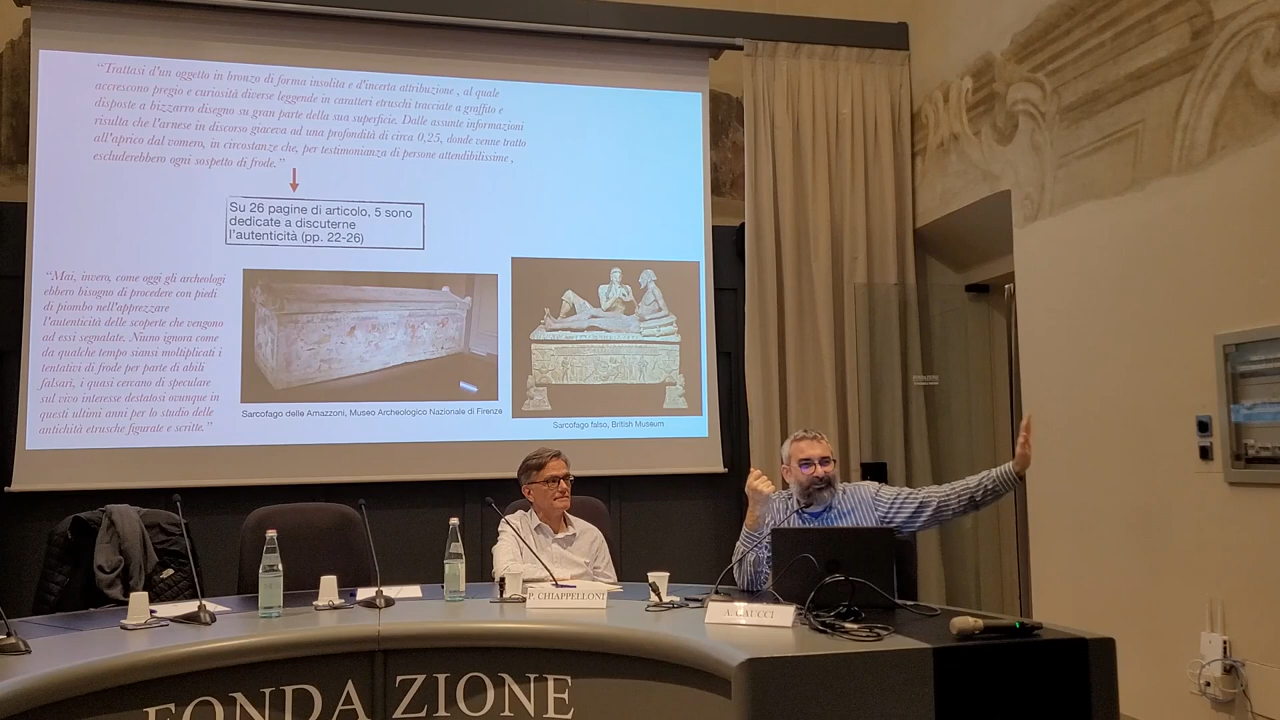 “Trattasi d'un oggetto in bronzo di forma insolita e d'incerta attribuzione , al quale
accrescono pregio e curiosità diverse leggende in caratteri etruschi tracciate a graffito e
disposte a bizzarro disegno su gran parte della sua superficie. Dalle assunte informazioni
risulta che l'arnese in discorso giaceva ad una profondità di circa 0,25, donde venne tratto
all'aprico dal vomero, in circostanze che, per testimonianza di persone attendibilissime ,
escluderebbero ogni sospetto di frode.”
Su 26 pagine di articolo, 5 sono
dedicate a discuterne
l'autenticità (pp. 22-26)
“Mai, invero, come oggi gli archeologi
ebbero bisogno di procedere con piedi
di piombo nell'apprezzare
l'autenticità delle scoperte che vengono
ad essi segnalate. Niuno ignora come
da qualche tempo siansi moltiplicati i
tentativi di frode per parte di abili
falsari, i quasi cercano di speculare
sul vivo interesse destatosi ovunque in
questi ultimi anni per lo studio delle
antichità etrusche figurate e scritte.”
Sarcofago delle Amazzoni, Museo Archeologico Nazionale di Firenze
Sarcofago falso, British Museum
FONDAZIONE
P. CHIAPPELLONI
A. GAUCCI
FONDAZIONE